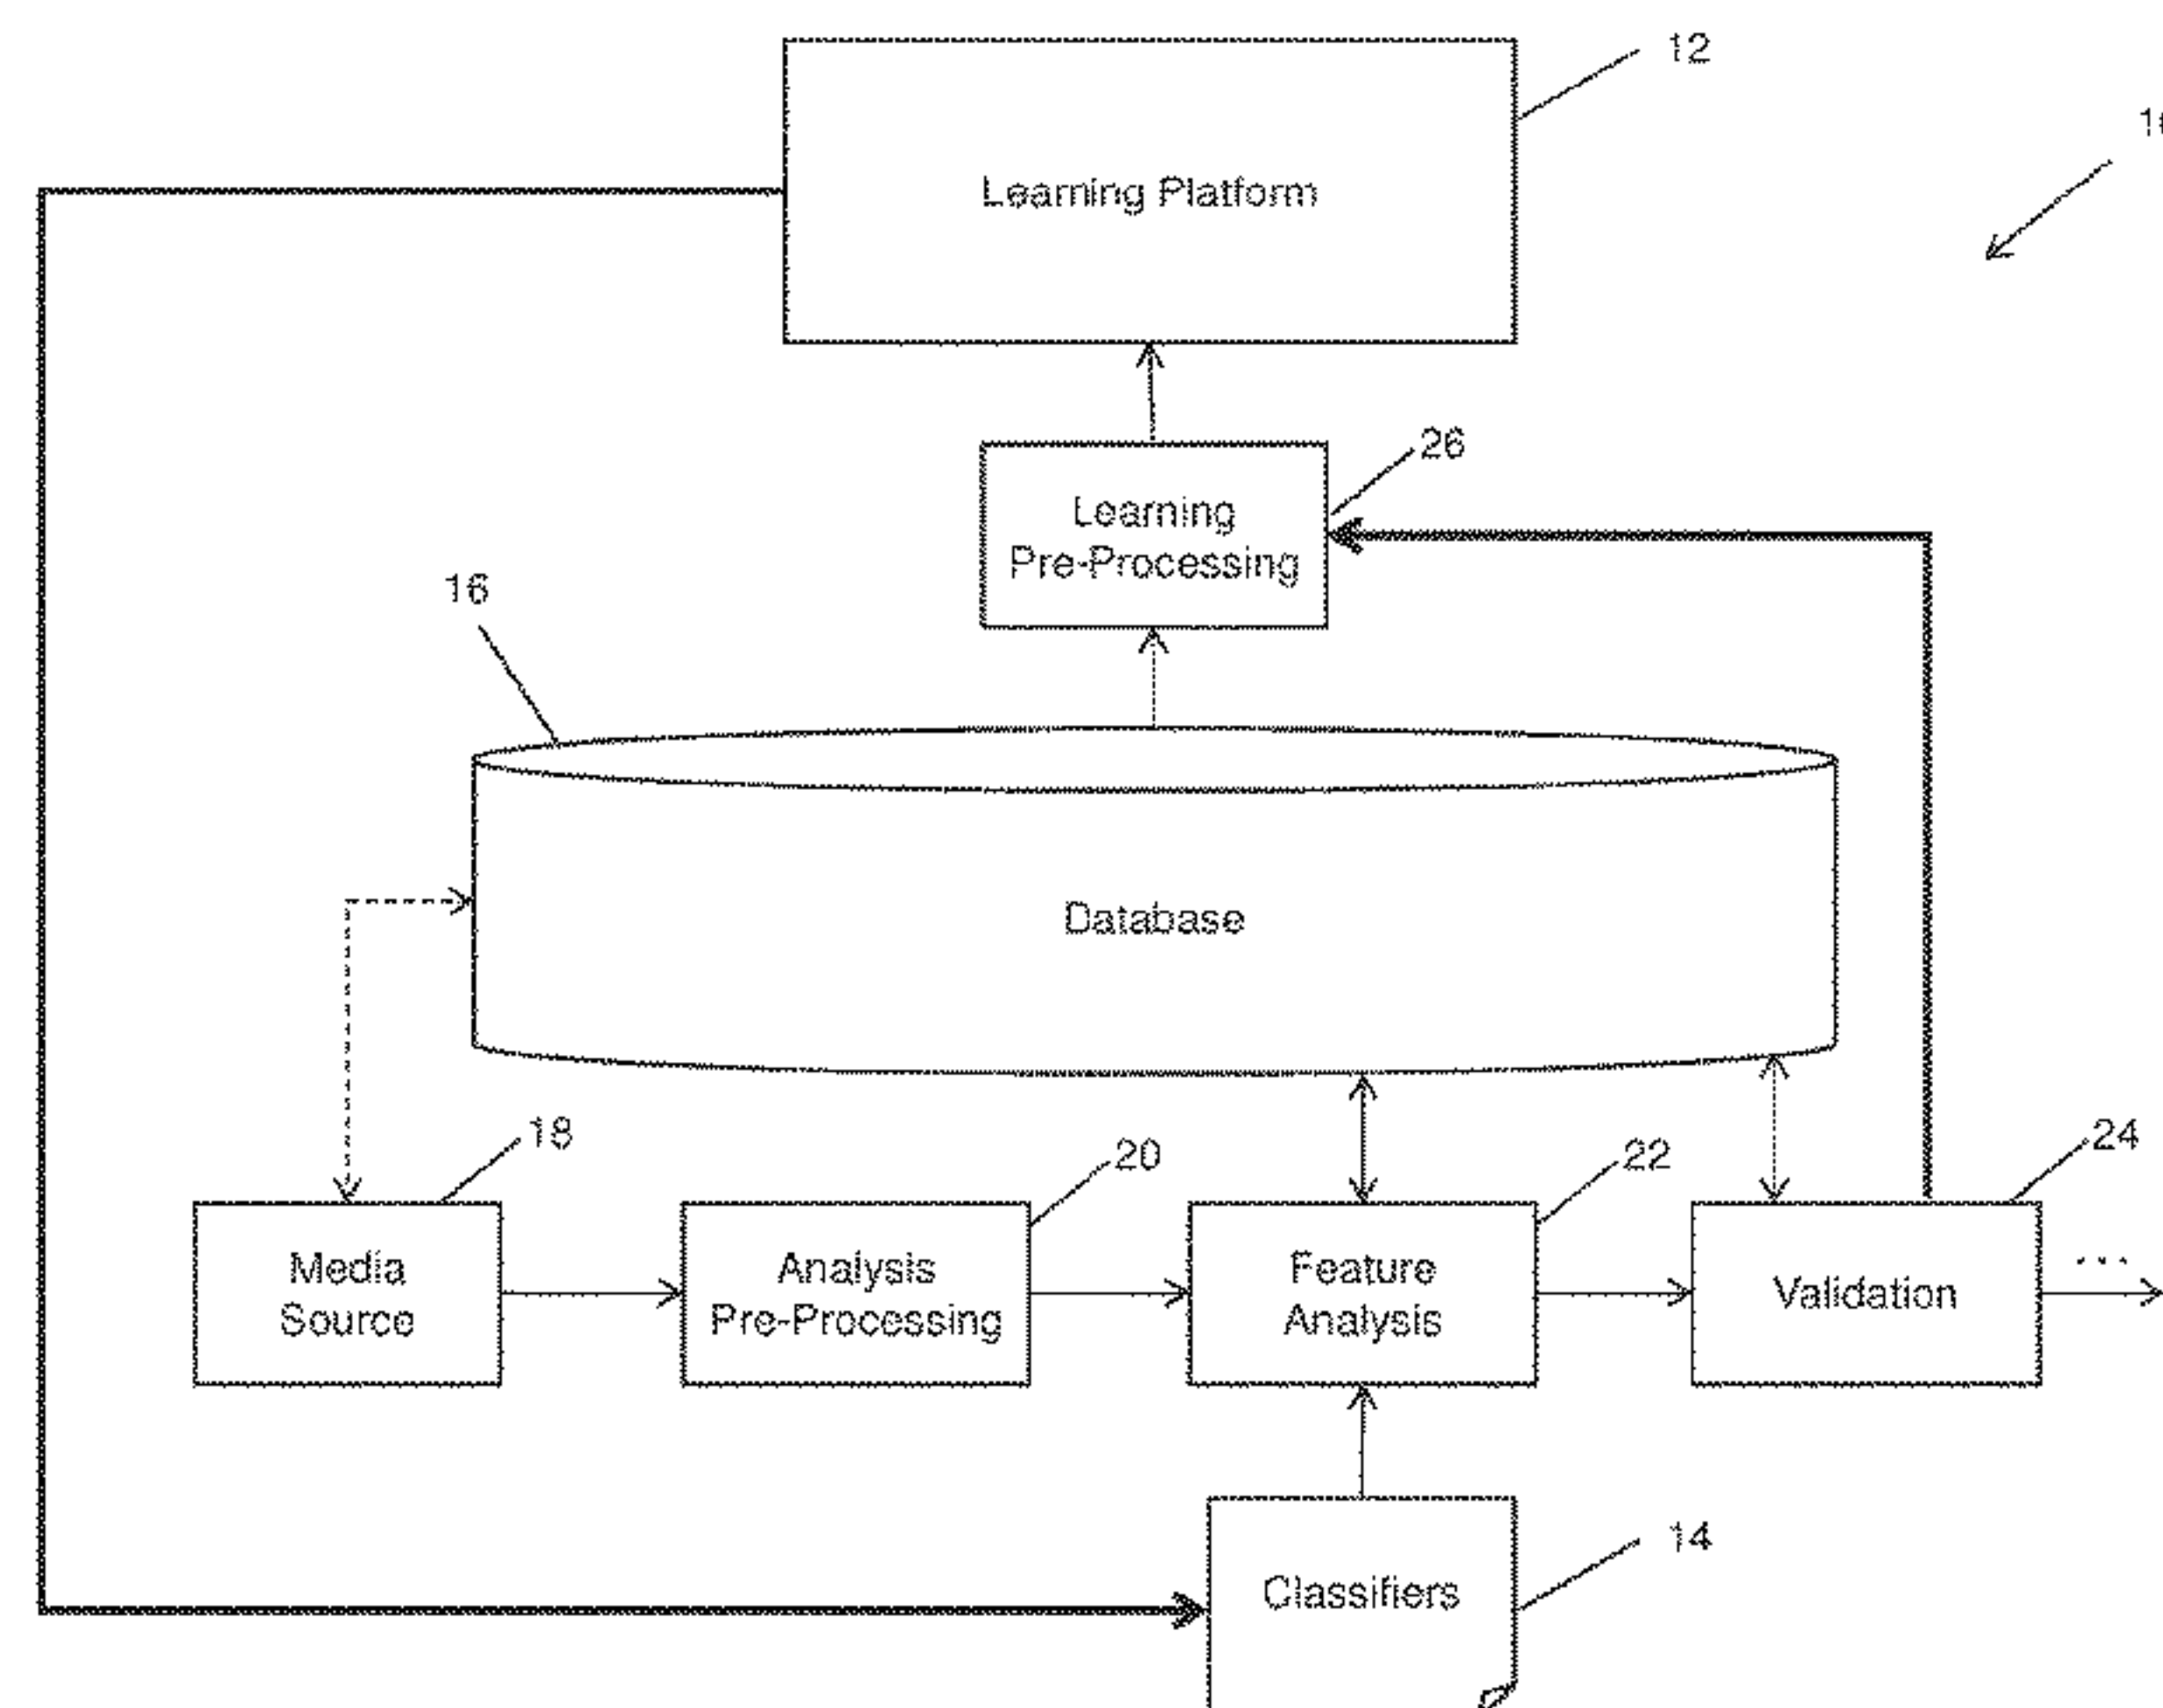 12
Learning Platform
26
Learning
Pre-Processing
16
Database
18
20
22
24
Media
Source
Analysis
Pre-Processing
Feature
Analysis
Validation
...
14
Classifiers